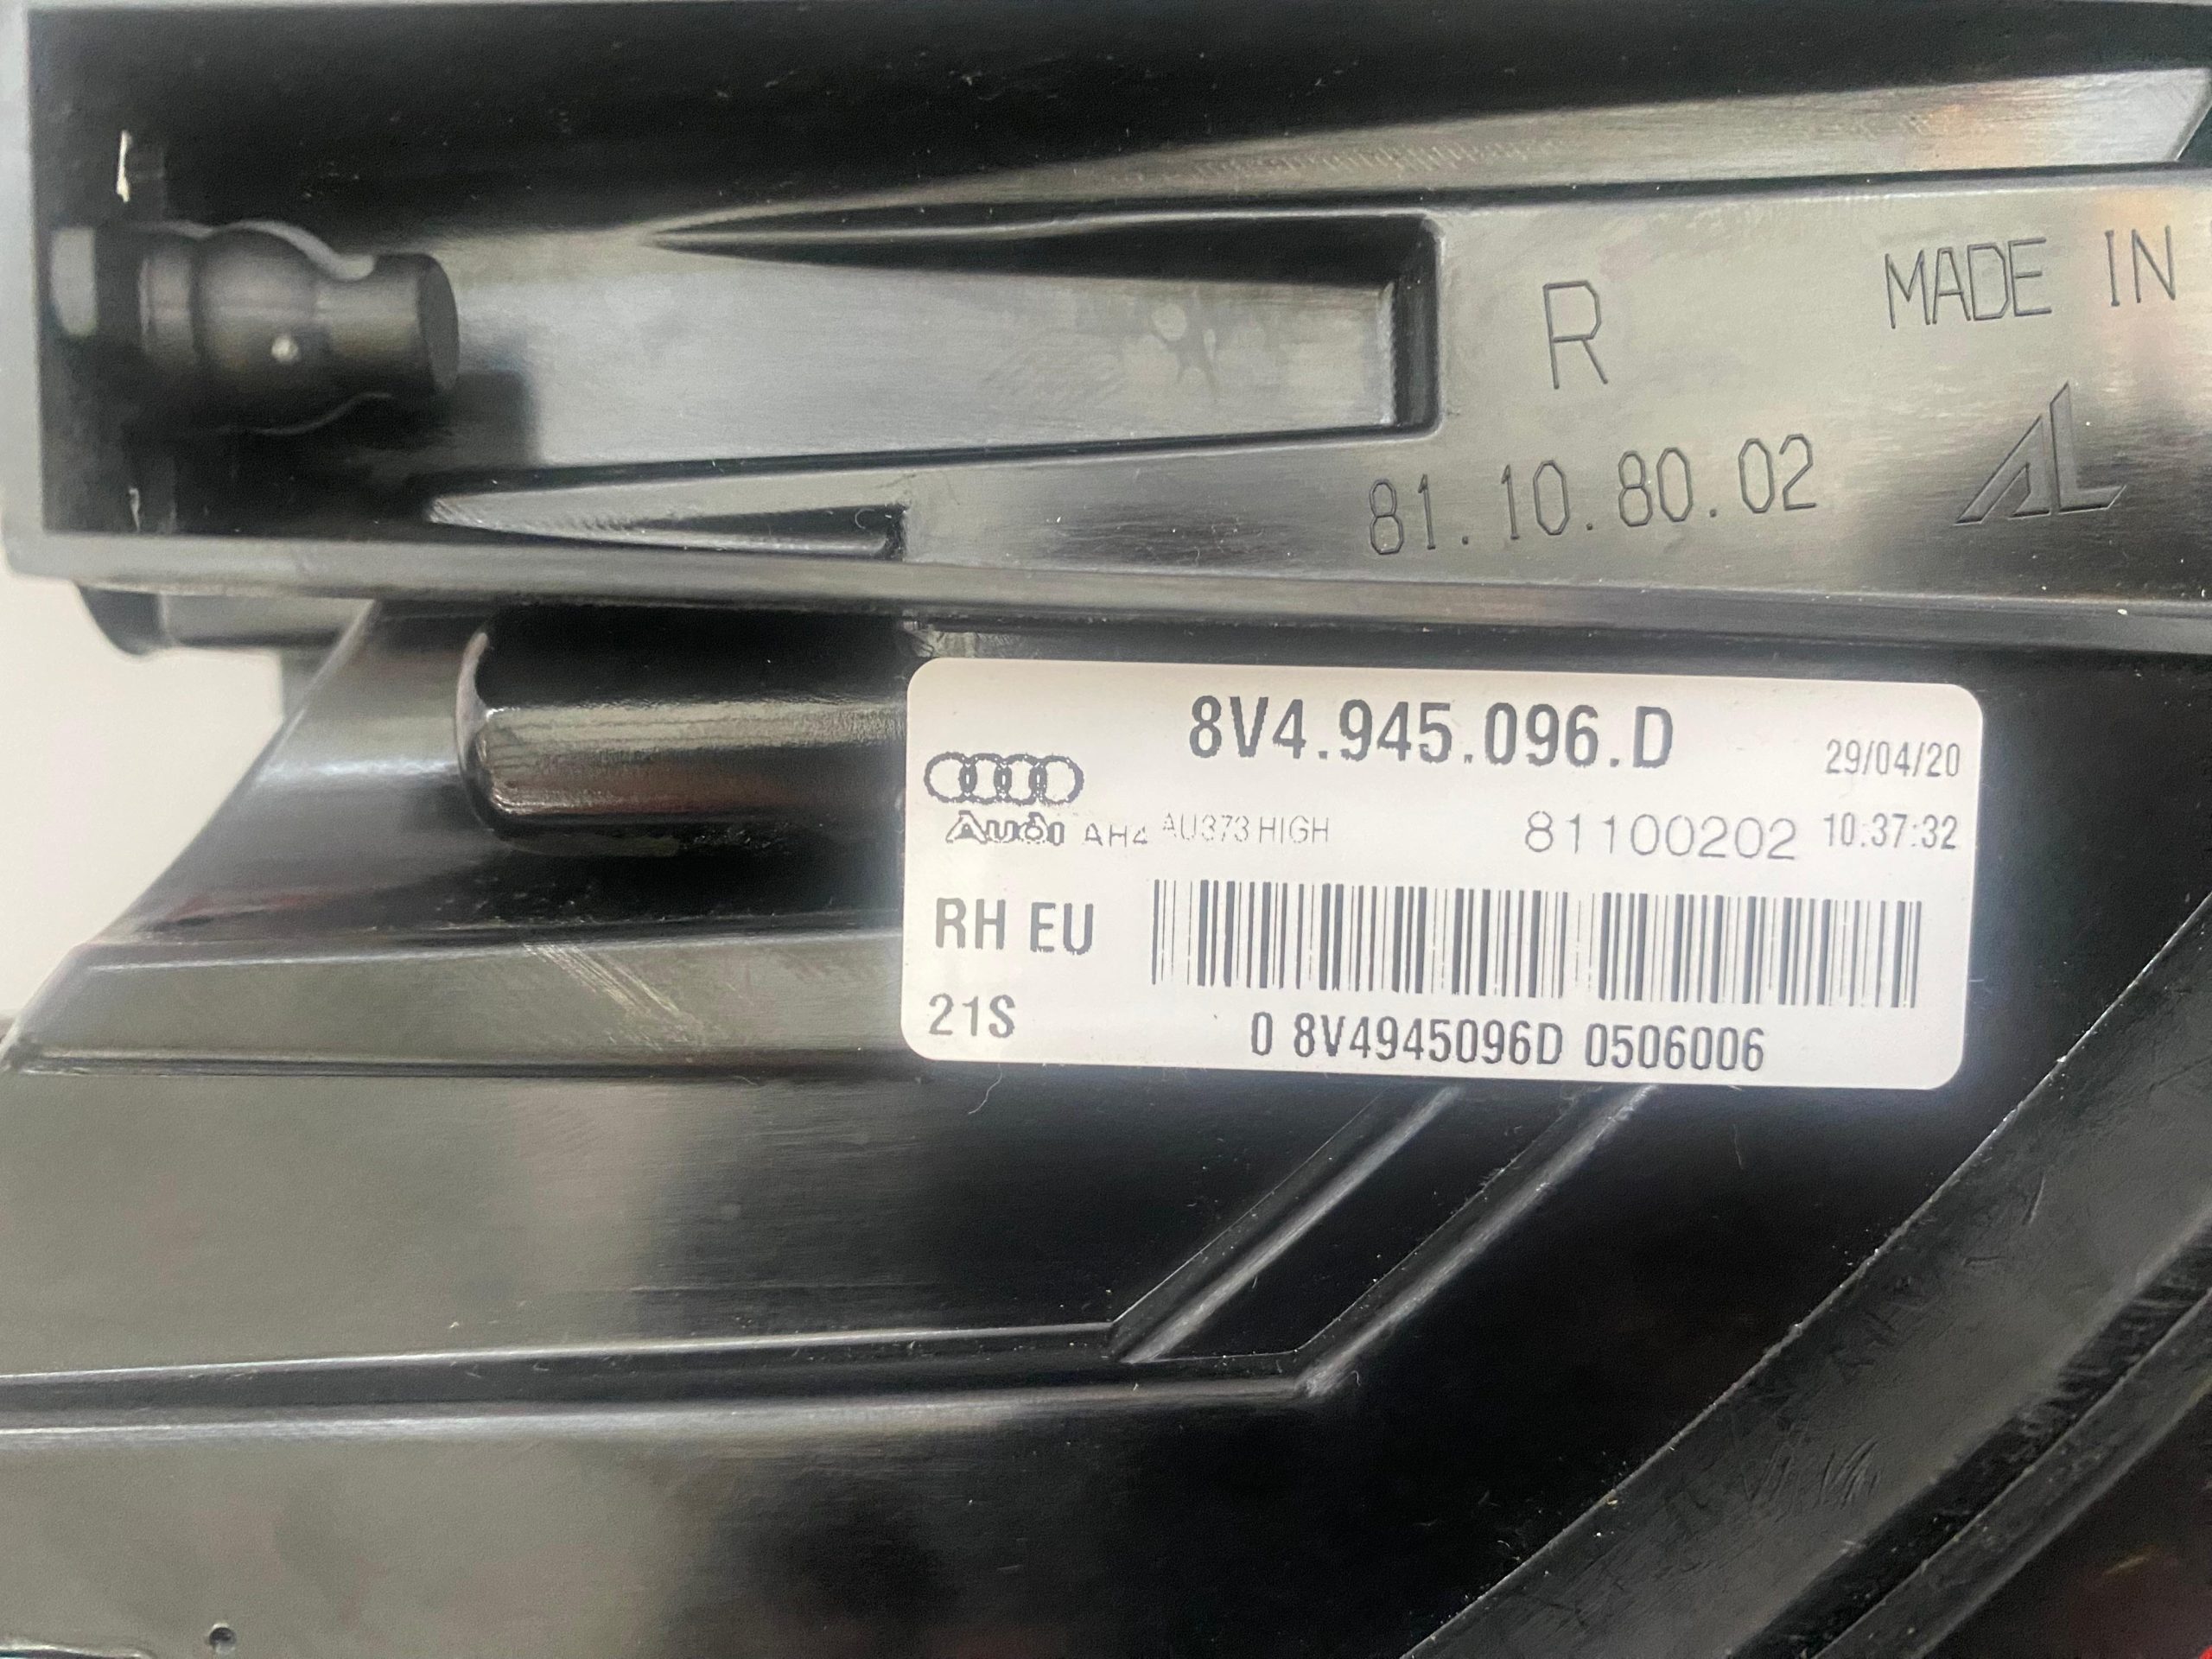 R
MADE IN
81.10.80.02
AL
8V4.945.096.D
29/04/20
Audi AH4 AU373 HIGH
81100202 10:37:32
RH EU
21S
0 8V4945096D 0506006